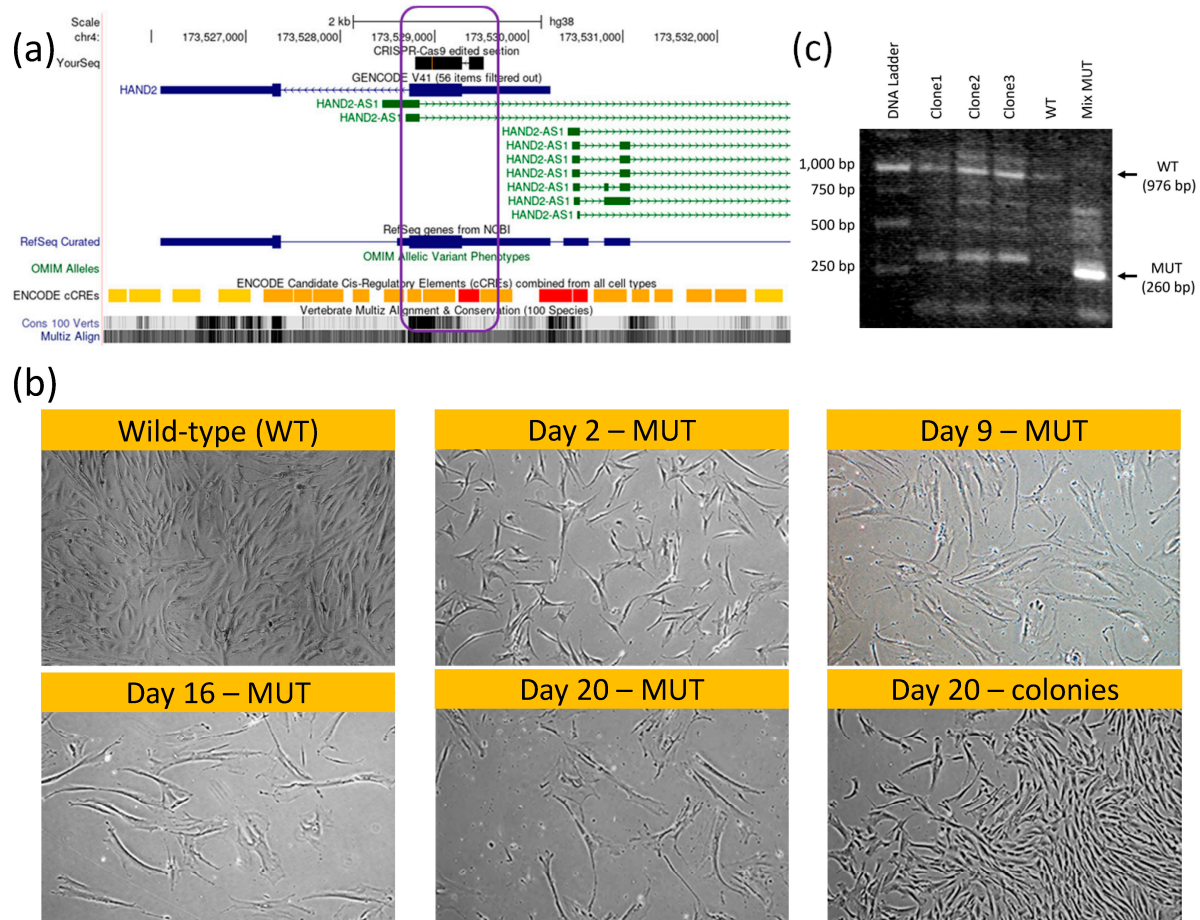 (a)
Scale
2 kb
hg38
chr4:
173,527,000
173,528,000
173,529,000
173,530,000
173,531,000
173,532,000
CRISPR-Cas9 edited section
YourSeq
GENCODE V41 (56 items filtered out)
HAND2
HAND2-AS1
HAND2-AS1
HAND2-AS1
HAND2-AS1
HAND2-AS1
HAND2-AS1
HAND2-AS1
HAND2-AS1
HAND2-AS1
RefSeq genes from NCBI
RefSeq Curated
OMIM Allelic Variant Phenotypes
OMIM Alleles
ENCODE Candidate Cis-Regulatory Elements (cCREs) combined from all cell types
ENCODE cCREs
Vertebrate Multiz Alignment & Conservation (100 Species)
Cons 100 Verts
Multiz Align
(c)
DNA Ladder
Clone1
Clone2
Clone3
WT
Mix MUT
1,000 bp
750 bp
500 bp
250 bp
WT
(976 bp)
MUT
(260 bp)
(b)
Wild-type (WT)
Day 2 – MUT
Day 9 – MUT
Day 16 – MUT
Day 20 – MUT
Day 20 – colonies